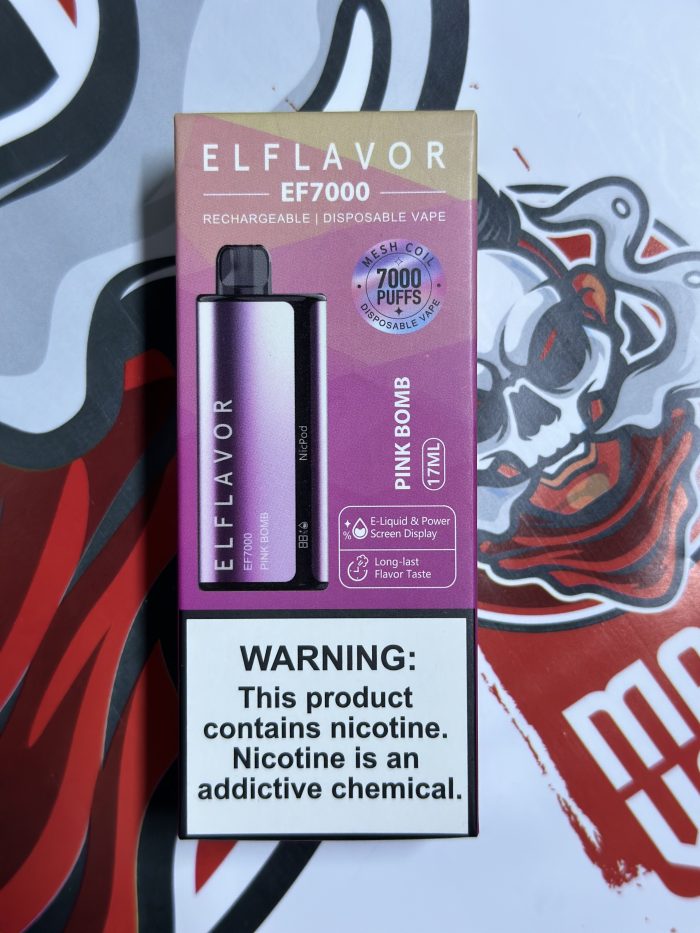 ELFLAVOR
EF7000
RECHARGEABLE | DISPOSABLE VAPE
MESH COIL
7000
PUFFS
DISPOSABLE VAPE
PINK BOMB
17ML
ELFLAVOR
EF7000
PINK BOMB
NicPod
88
%
E-Liquid & Power
Screen Display
Long-last
Flavor Taste
WARNING:
This product
contains nicotine.
Nicotine is an
addictive chemical.